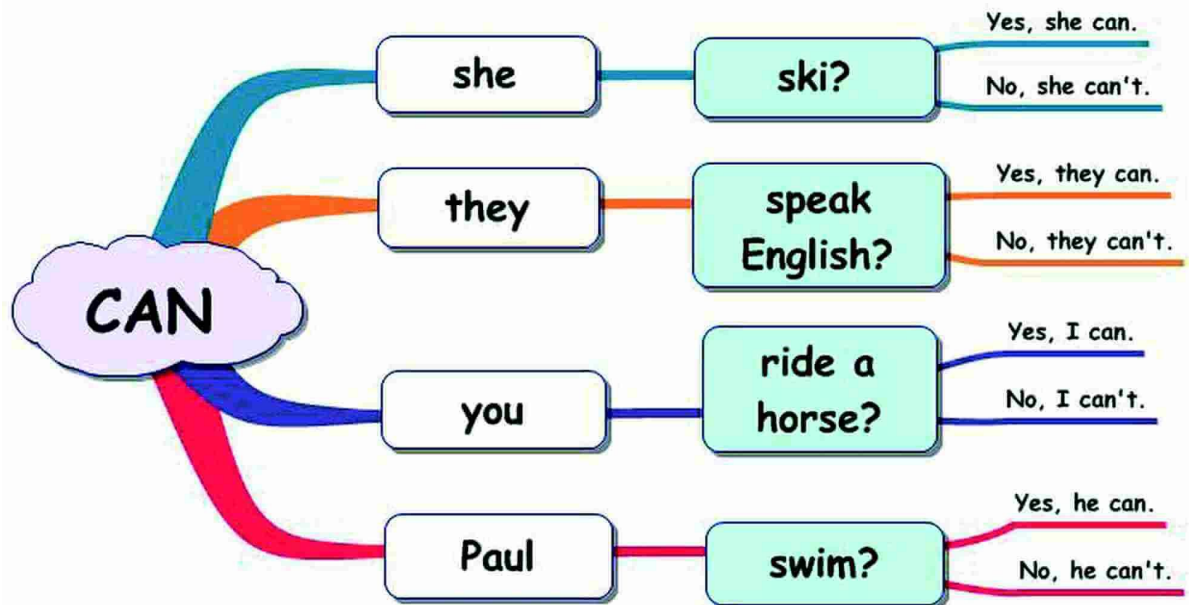 CAN
she
ski?
Yes, she can.
No, she can't.
they
speak
English?
Yes, they can.
No, they can't.
you
ride a
horse?
Yes, I can.
No, I can't.
Paul
swim?
Yes, he can.
No, he can't.